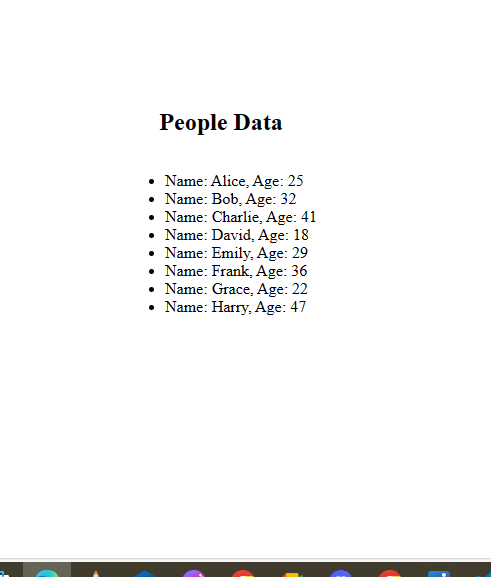 People Data
Name: Alice, Age: 25
Name: Bob, Age: 32
Name: Charlie, Age: 41
Name: David, Age: 18
Name: Emily, Age: 29
Name: Frank, Age: 36
Name: Grace, Age: 22
Name: Harry, Age: 47